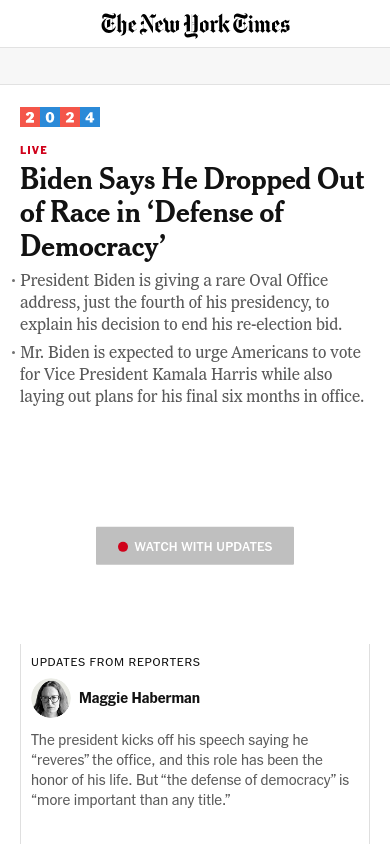 The New York Times
2024
LIVE
Biden Says He Dropped Out
of Race in ‘Defense of
Democracy’
· President Biden is giving a rare Oval Office
address, just the fourth of his presidency, to
explain his decision to end his re-election bid.
· Mr. Biden is expected to urge Americans to vote
for Vice President Kamala Harris while also
laying out plans for his final six months in office.
WATCH WITH UPDATES
UPDATES FROM REPORTERS
Maggie Haberman
The president kicks off his speech saying he
“reveres” the office, and this role has been the
honor of his life. But “the defense of democracy” is
“more important than any title.”